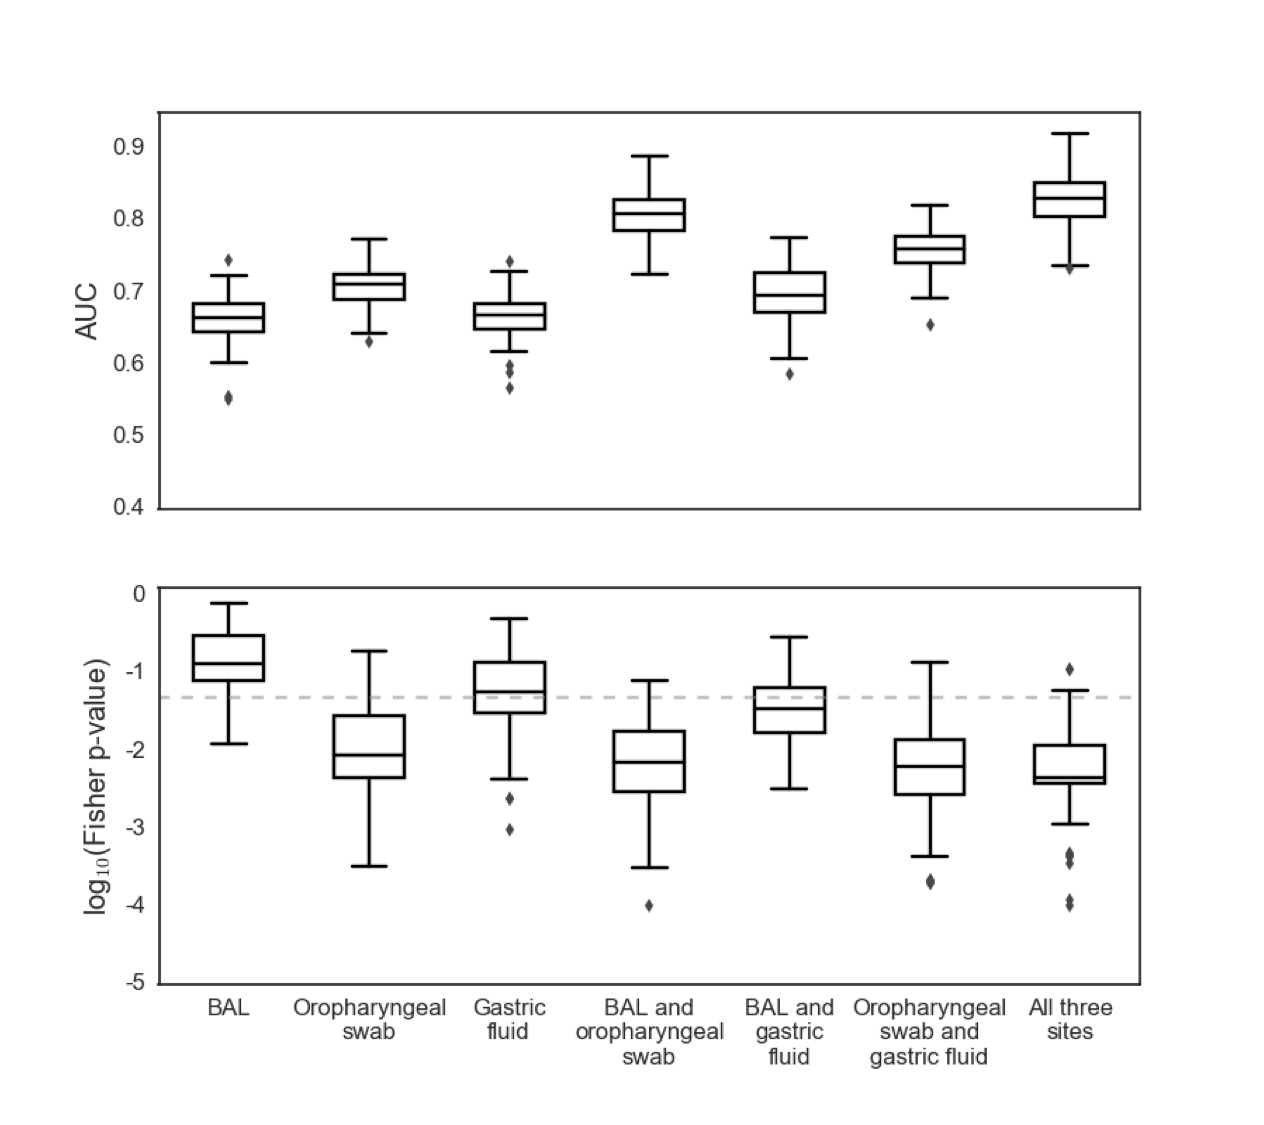 0.9
0.8
0.7
0.6
0.5
0.4
AUC
0
-1
-2
-3
-4
-5
log₁₀(Fisher p-value)
BAL
Oropharyngeal
swab
Gastric
fluid
BAL and
oropharyngeal
swab
BAL and
gastric
fluid
Oropharyngeal
swab and
gastric fluid
All three
sites